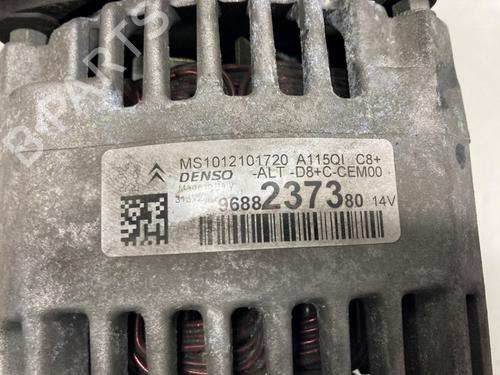 B-PARTS
MS1012101720 A115QI C8+
DENSO -ALT -D8+C-CEM00
Made in Italy
9688237380 14V